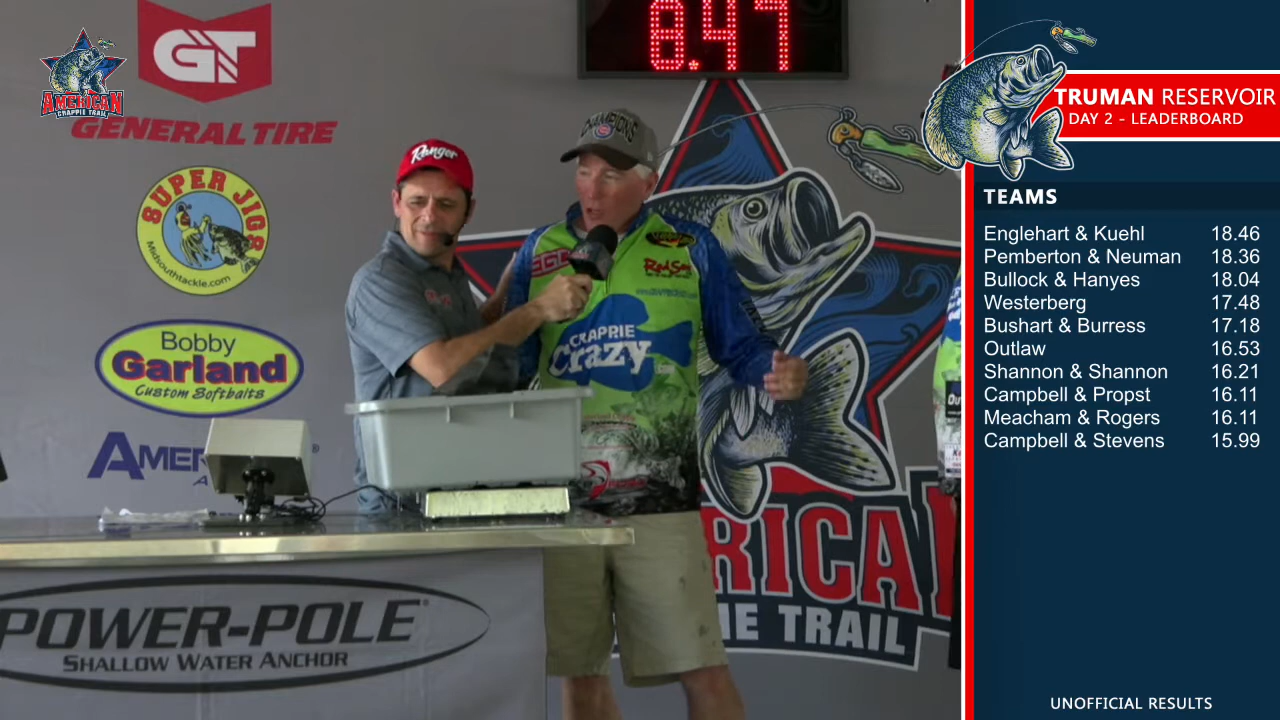 AMERICAN
CRAPPIE TRAIL
GT
GENERAL TIRE
SUPER JIGS
Midsouthtackle.com
Bobby
Garland
Custom Softbaits
AMER
A
POWER-POLE
SHALLOW WATER ANCHOR
8.47
Ranger
CHAMPIONS
CRAPPIE
Crazy
.com
RICA
IE TRAIL
TRUMAN RESERVOIR
DAY 2 - LEADERBOARD
TEAMS
Englehart & Kuehl 18.46
Pemberton & Neuman 18.36
Bullock & Hanyes 18.04
Westerberg 17.48
Bushart & Burress 17.18
Outlaw 16.53
Shannon & Shannon 16.21
Campbell & Propst 16.11
Meacham & Rogers 16.11
Campbell & Stevens 15.99
UNOFFICIAL RESULTS